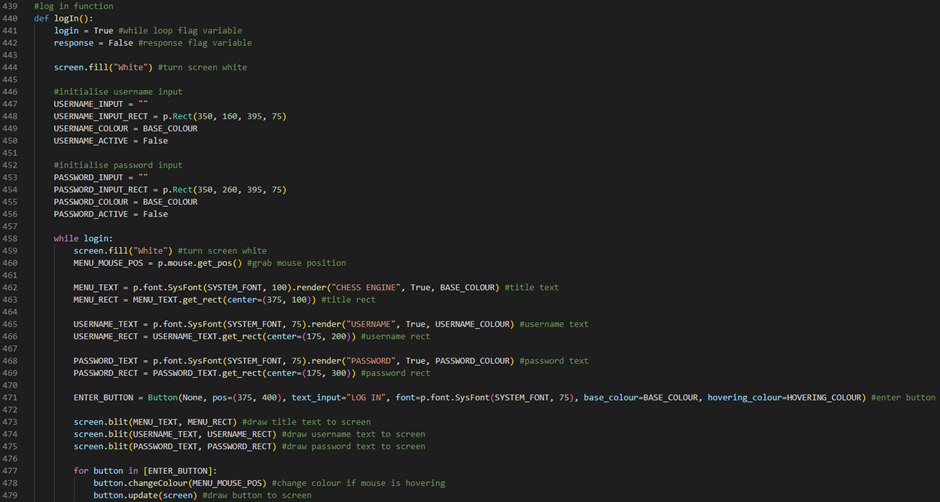 439 #log in function
440 def logIn():
441     login = True #while loop flag variable
442     response = False #response flag variable
443
444     screen.fill("White") #turn screen white
445
446     #initialise username input
447     USERNAME_INPUT = ""
448     USERNAME_INPUT_RECT = p.Rect(350, 160, 395, 75)
449     USERNAME_COLOUR = BASE_COLOUR
450     USERNAME_ACTIVE = False
451
452     #initialise password input
453     PASSWORD_INPUT = ""
454     PASSWORD_INPUT_RECT = p.Rect(350, 260, 395, 75)
455     PASSWORD_COLOUR = BASE_COLOUR
456     PASSWORD_ACTIVE = False
457
458     while login:
459         screen.fill("White") #turn screen white
460         MENU_MOUSE_POS = p.mouse.get_pos() #grab mouse position
461
462         MENU_TEXT = p.font.SysFont(SYSTEM_FONT, 100).render("CHESS ENGINE", True, BASE_COLOUR) #title text
463         MENU_RECT = MENU_TEXT.get_rect(center=(375, 100)) #title rect
464
465         USERNAME_TEXT = p.font.SysFont(SYSTEM_FONT, 75).render("USERNAME", True, USERNAME_COLOUR) #username text
466         USERNAME_RECT = USERNAME_TEXT.get_rect(center=(175, 200)) #username rect
467
468         PASSWORD_TEXT = p.font.SysFont(SYSTEM_FONT, 75).render("PASSWORD", True, PASSWORD_COLOUR) #password text
469         PASSWORD_RECT = PASSWORD_TEXT.get_rect(center=(175, 300)) #password rect
470
471         ENTER_BUTTON = Button(None, pos=(375, 400), text_input="LOG IN", font=p.font.SysFont(SYSTEM_FONT, 75), base_colour=BASE_COLOUR, hovering_colour=HOVERING_COLOUR) #enter button
472
473         screen.blit(MENU_TEXT, MENU_RECT) #draw title text to screen
474         screen.blit(USERNAME_TEXT, USERNAME_RECT) #draw username text to screen
475         screen.blit(PASSWORD_TEXT, PASSWORD_RECT) #draw password text to screen
476
477         for button in [ENTER_BUTTON]:
478             button.changeColour(MENU_MOUSE_POS) #change colour if mouse is hovering
479             button.update(screen) #draw button to screen